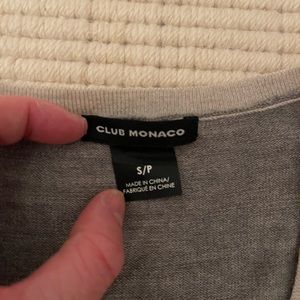 CLUB MONACO
S/P
MADE IN CHINA/
FABRIQUÉ EN CHINE